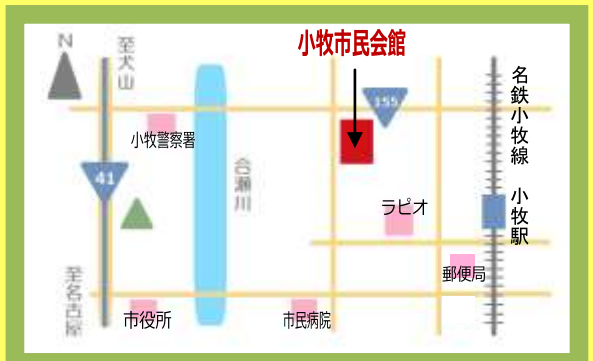 小牧市民会館
N
至犬山
155
名鉄小牧線
小牧警察署
41
合瀬川
小牧駅
ラピオ
至名古屋
郵便局
市役所
市民病院